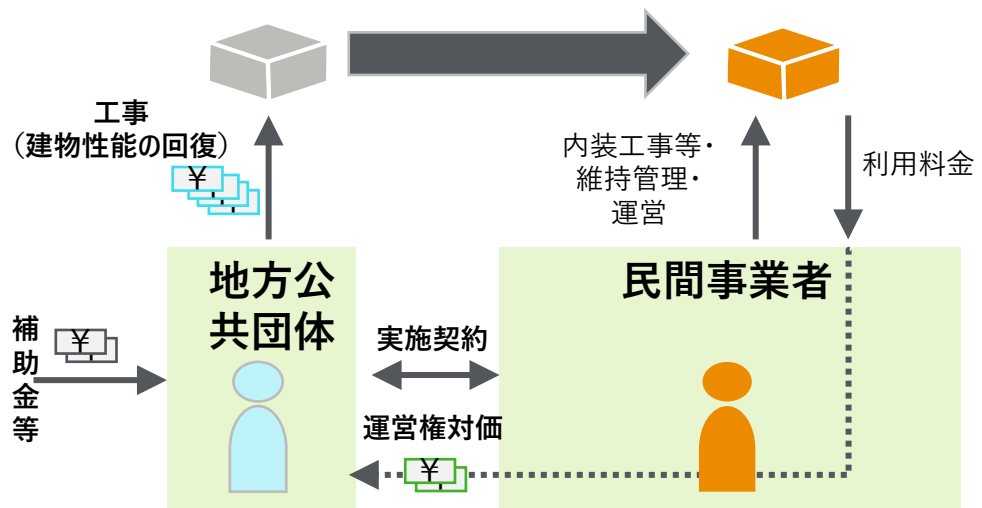 工事
（建物性能の回復）
¥
内装工事等・
維持管理・
運営
利用料金
地方公
共団体
民間事業者
補
助
金
等
¥
実施契約
運営権対価
¥